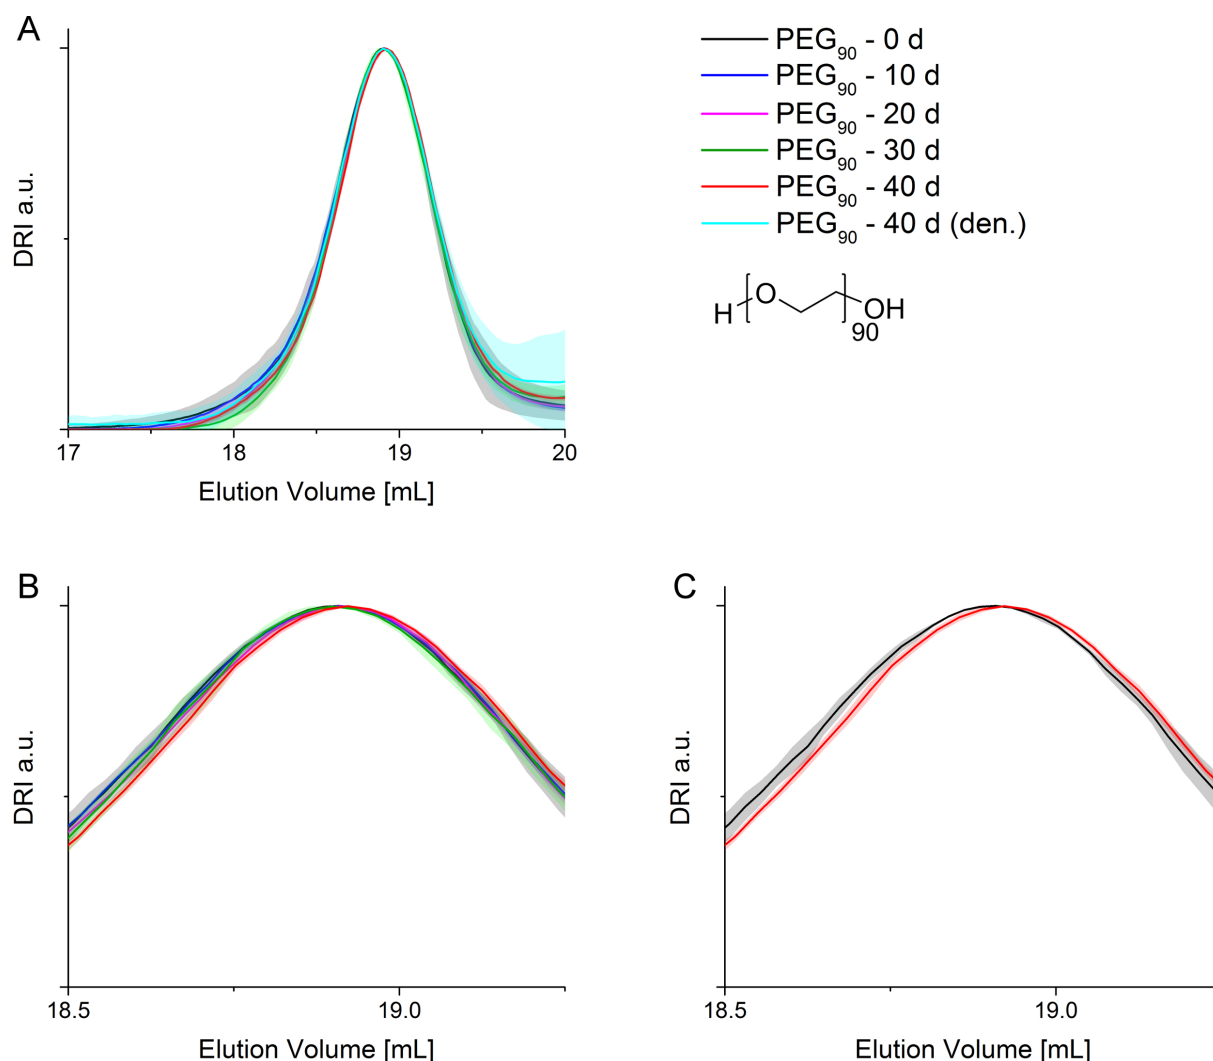 A
DRI a.u.
17
18
19
20
Elution Volume [mL]
PEG90 - 0 d
PEG90 - 10 d
PEG90 - 20 d
PEG90 - 30 d
PEG90 - 40 d
PEG90 - 40 d (den.)
H
O
OH
90
B
DRI a.u.
18.5
19.0
Elution Volume [mL]
C
DRI a.u.
18.5
19.0
Elution Volume [mL]